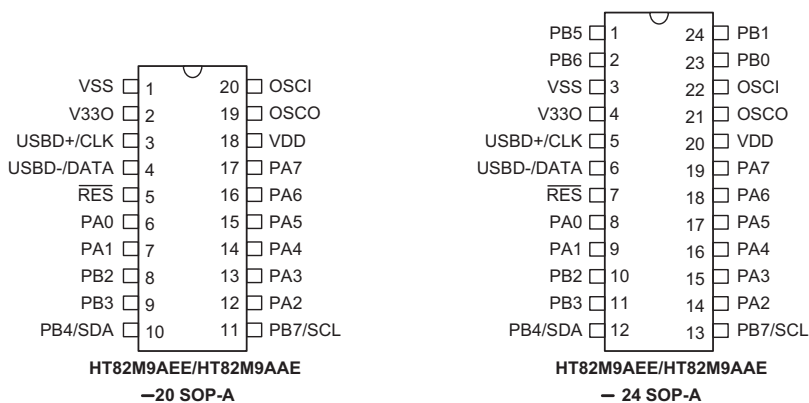 VSS 1 20 OSCI
V33O 2 19 OSCO
USBD+/CLK 3 18 VDD
USBD-/DATA 4 17 PA7
RES 5 16 PA6
PA0 6 15 PA5
PA1 7 14 PA4
PB2 8 13 PA3
PB3 9 12 PA2
PB4/SDA 10 11 PB7/SCL
HT82M9AEE/HT82M9AAE
–20 SOP-A
PB5 1 24 PB1
PB6 2 23 PB0
VSS 3 22 OSCI
V33O 4 21 OSCO
USBD+/CLK 5 20 VDD
USBD-/DATA 6 19 PA7
RES 7 18 PA6
PA0 8 17 PA5
PA1 9 16 PA4
PB2 10 15 PA3
PB3 11 14 PA2
PB4/SDA 12 13 PB7/SCL
HT82M9AEE/HT82M9AAE
– 24 SOP-A